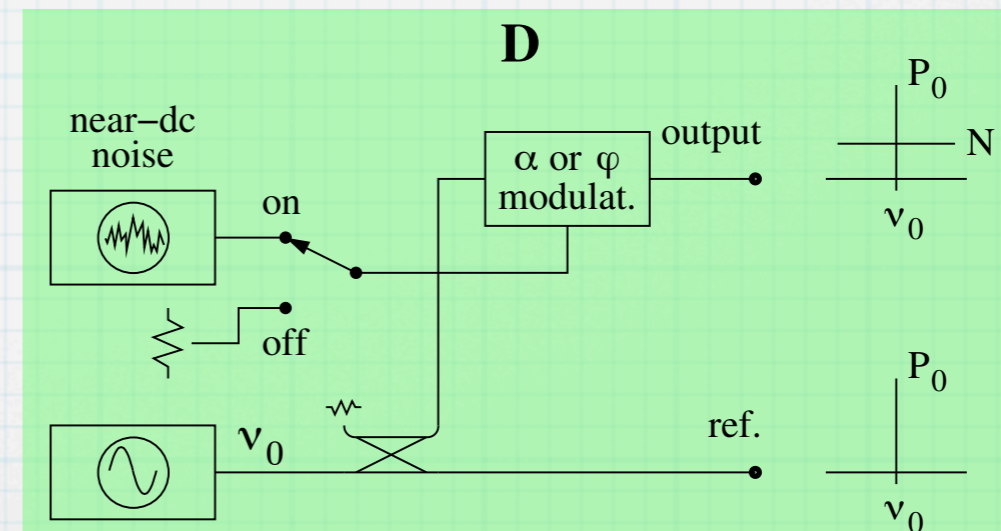 D
near−dc
noise
on
off
α or φ
modulat.
output
P0
N
ν0
ν0
ref.
P0
ν0